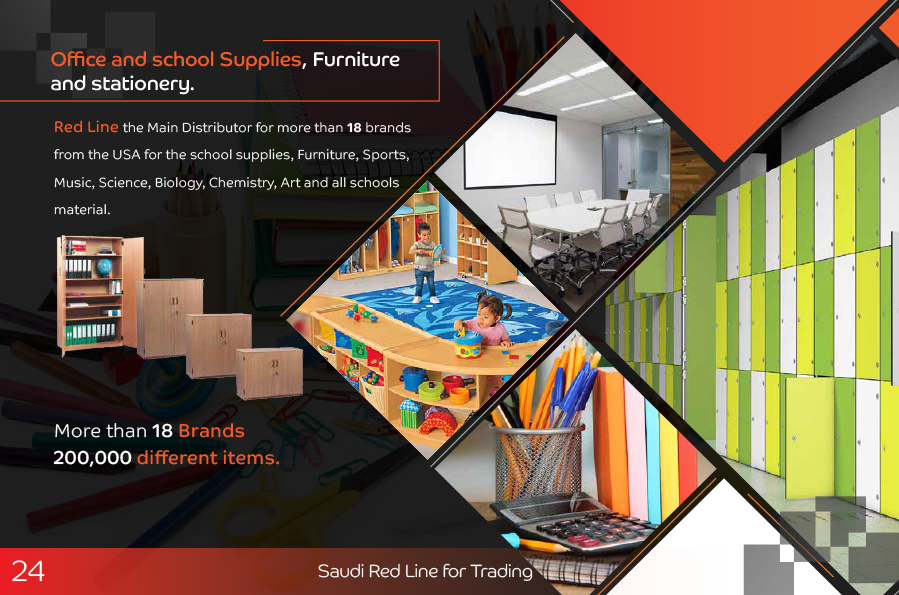 Office and school Supplies, Furniture
and stationery.
Red Line the Main Distributor for more than 18 brands
from the USA for the school supplies, Furniture, Sports,
Music, Science, Biology, Chemistry, Art and all schools
material.
More than 18 Brands
200,000 different items.
24
Saudi Red Line for Trading